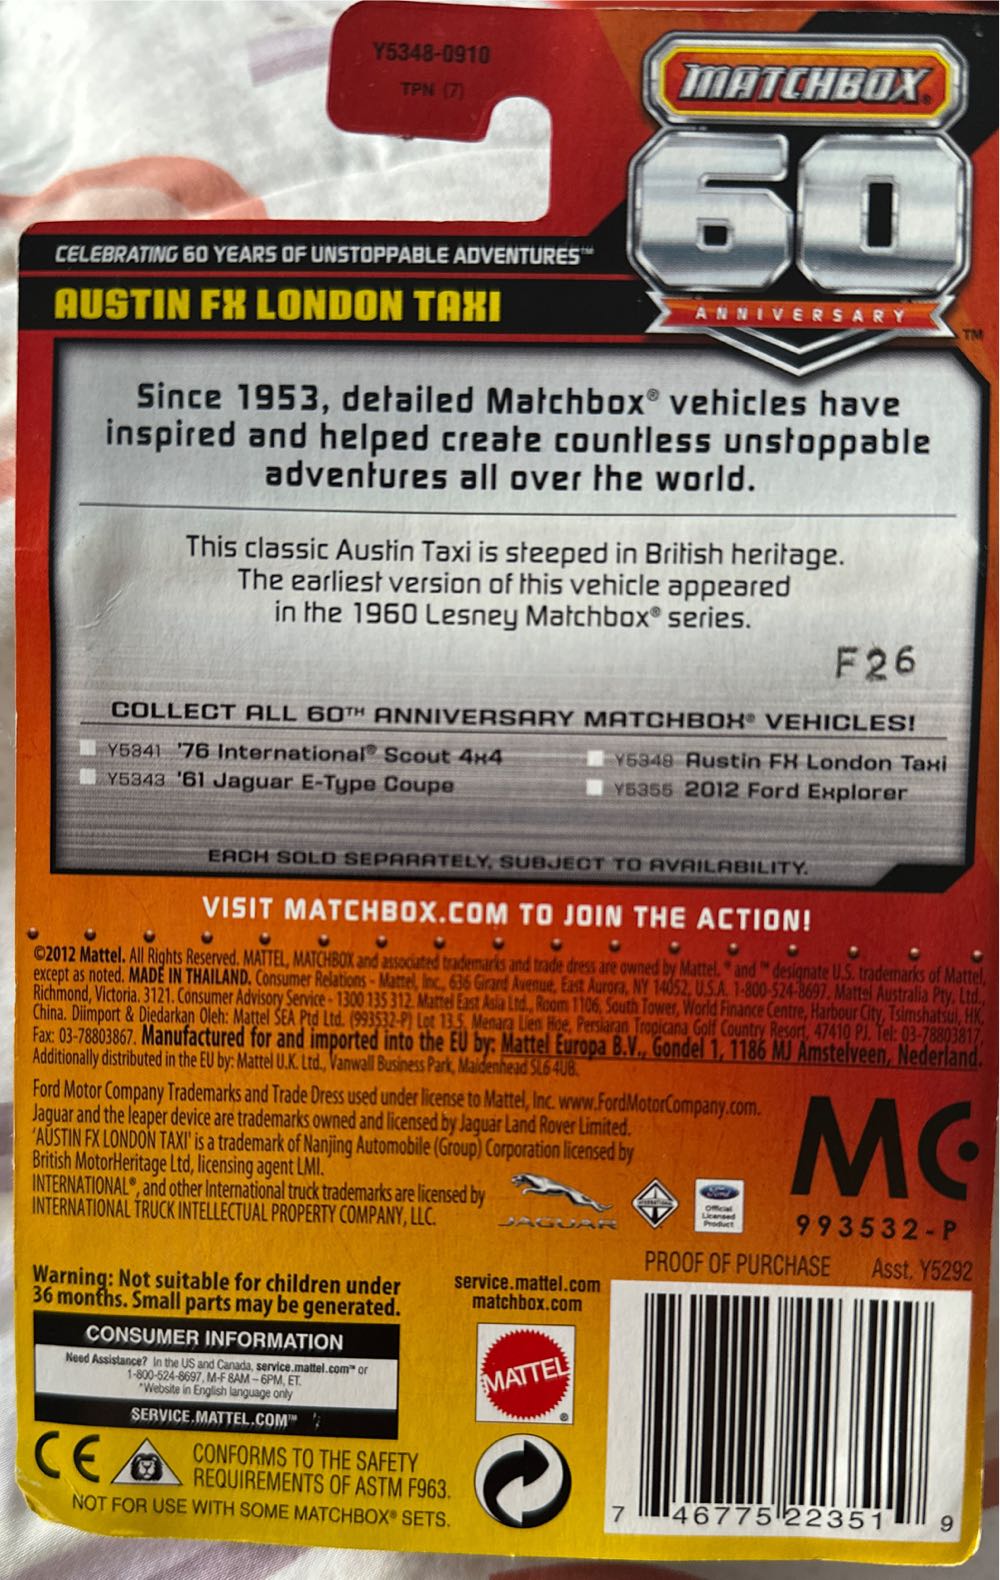 Y5348-0910
TPN (7)
MATCHBOX®
60
ANNIVERSARY™
CELEBRATING 60 YEARS OF UNSTOPPABLE ADVENTURES™
AUSTIN FX LONDON TAXI
Since 1953, detailed Matchbox® vehicles have
inspired and helped create countless unstoppable
adventures all over the world.
This classic Austin Taxi is steeped in British heritage.
The earliest version of this vehicle appeared
in the 1960 Lesney Matchbox® series.
F26
COLLECT ALL 60TH ANNIVERSARY MATCHBOX® VEHICLES!
Y5341 '76 International® Scout 4x4
Y5343 '61 Jaguar E-Type Coupe
Y5348 Austin FX London Taxi
Y5355 2012 Ford Explorer
EACH SOLD SEPARATELY, SUBJECT TO AVAILABILITY.
VISIT MATCHBOX.COM TO JOIN THE ACTION!
©2012 Mattel. All Rights Reserved. MATTEL, MATCHBOX and associated trademarks and trade dress are owned by Mattel. ® and ™ designate U.S. trademarks of Mattel,
except as noted. MADE IN THAILAND. Consumer Relations - Mattel, Inc., 636 Girard Avenue, East Aurora, NY 14052, U.S.A. 1-800-524-8697. Mattel Australia Pty, Ltd.,
Richmond, Victoria. 3121. Consumer Advisory Service - 1300 135 312. Mattel East Asia Ltd., Room 1106, South Tower, World Finance Centre, Harbour City, Tsimshatsui, HK,
China. Diimport & Diedarkan Oleh: Mattel SEA Ptd Ltd. (993532-P) Lot 13.5, Menara Lien Hoe, Persiaran Tropicana Golf Country Resort, 47410 PJ. Tel: 03-78803817,
Fax: 03-78803867. Manufactured for and imported into the EU by: Mattel Europa B.V., Gondel 1, 1186 MJ Amstelveen, Nederland.
Additionally distributed in the EU by: Mattel U.K. Ltd., Vanwall Business Park, Maidenhead SL6 4UB.
Ford Motor Company Trademarks and Trade Dress used under license to Mattel, Inc. www.FordMotorCompany.com.
Jaguar and the leaper device are trademarks owned and licensed by Jaguar Land Rover Limited.
'AUSTIN FX LONDON TAXI' is a trademark of Nanjing Automobile (Group) Corporation licensed by
British MotorHeritage Ltd, licensing agent LMI.
INTERNATIONAL®, and other International truck trademarks are licensed by
INTERNATIONAL TRUCK INTELLECTUAL PROPERTY COMPANY, LLC.
JAGUAR
INTERNATIONAL
Ford
Official
Licensed
Product
MC
993532-P
PROOF OF PURCHASE Asst. Y5292
Warning: Not suitable for children under
36 months. Small parts may be generated.
service.mattel.com
matchbox.com
CONSUMER INFORMATION
Need Assistance? In the US and Canada, service.mattel.com™ or
1-800-524-8697, M-F 8AM – 6PM, ET.
*Website in English language only
SERVICE.MATTEL.COM™
MATTEL®
CE
CONFORMS TO THE SAFETY
REQUIREMENTS OF ASTM F963.
NOT FOR USE WITH SOME MATCHBOX® SETS.
7 46775 22351 9